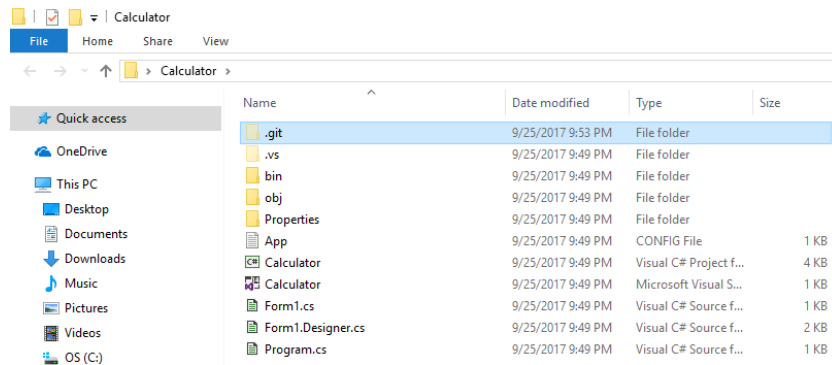 Calculator
File Home Share View
Calculator
Name Date modified Type Size
Quick access
OneDrive
This PC
Desktop
Documents
Downloads
Music
Pictures
Videos
OS (C:)
.git 9/25/2017 9:53 PM File folder
.vs 9/25/2017 9:49 PM File folder
bin 9/25/2017 9:49 PM File folder
obj 9/25/2017 9:49 PM File folder
Properties 9/25/2017 9:49 PM File folder
App 9/25/2017 9:49 PM CONFIG File 1 KB
C# Calculator 9/25/2017 9:49 PM Visual C# Project f... 4 KB
Calculator 9/25/2017 9:49 PM Microsoft Visual S... 1 KB
Form1.cs 9/25/2017 9:49 PM Visual C# Source f... 1 KB
Form1.Designer.cs 9/25/2017 9:49 PM Visual C# Source f... 2 KB
Program.cs 9/25/2017 9:49 PM Visual C# Source f... 1 KB